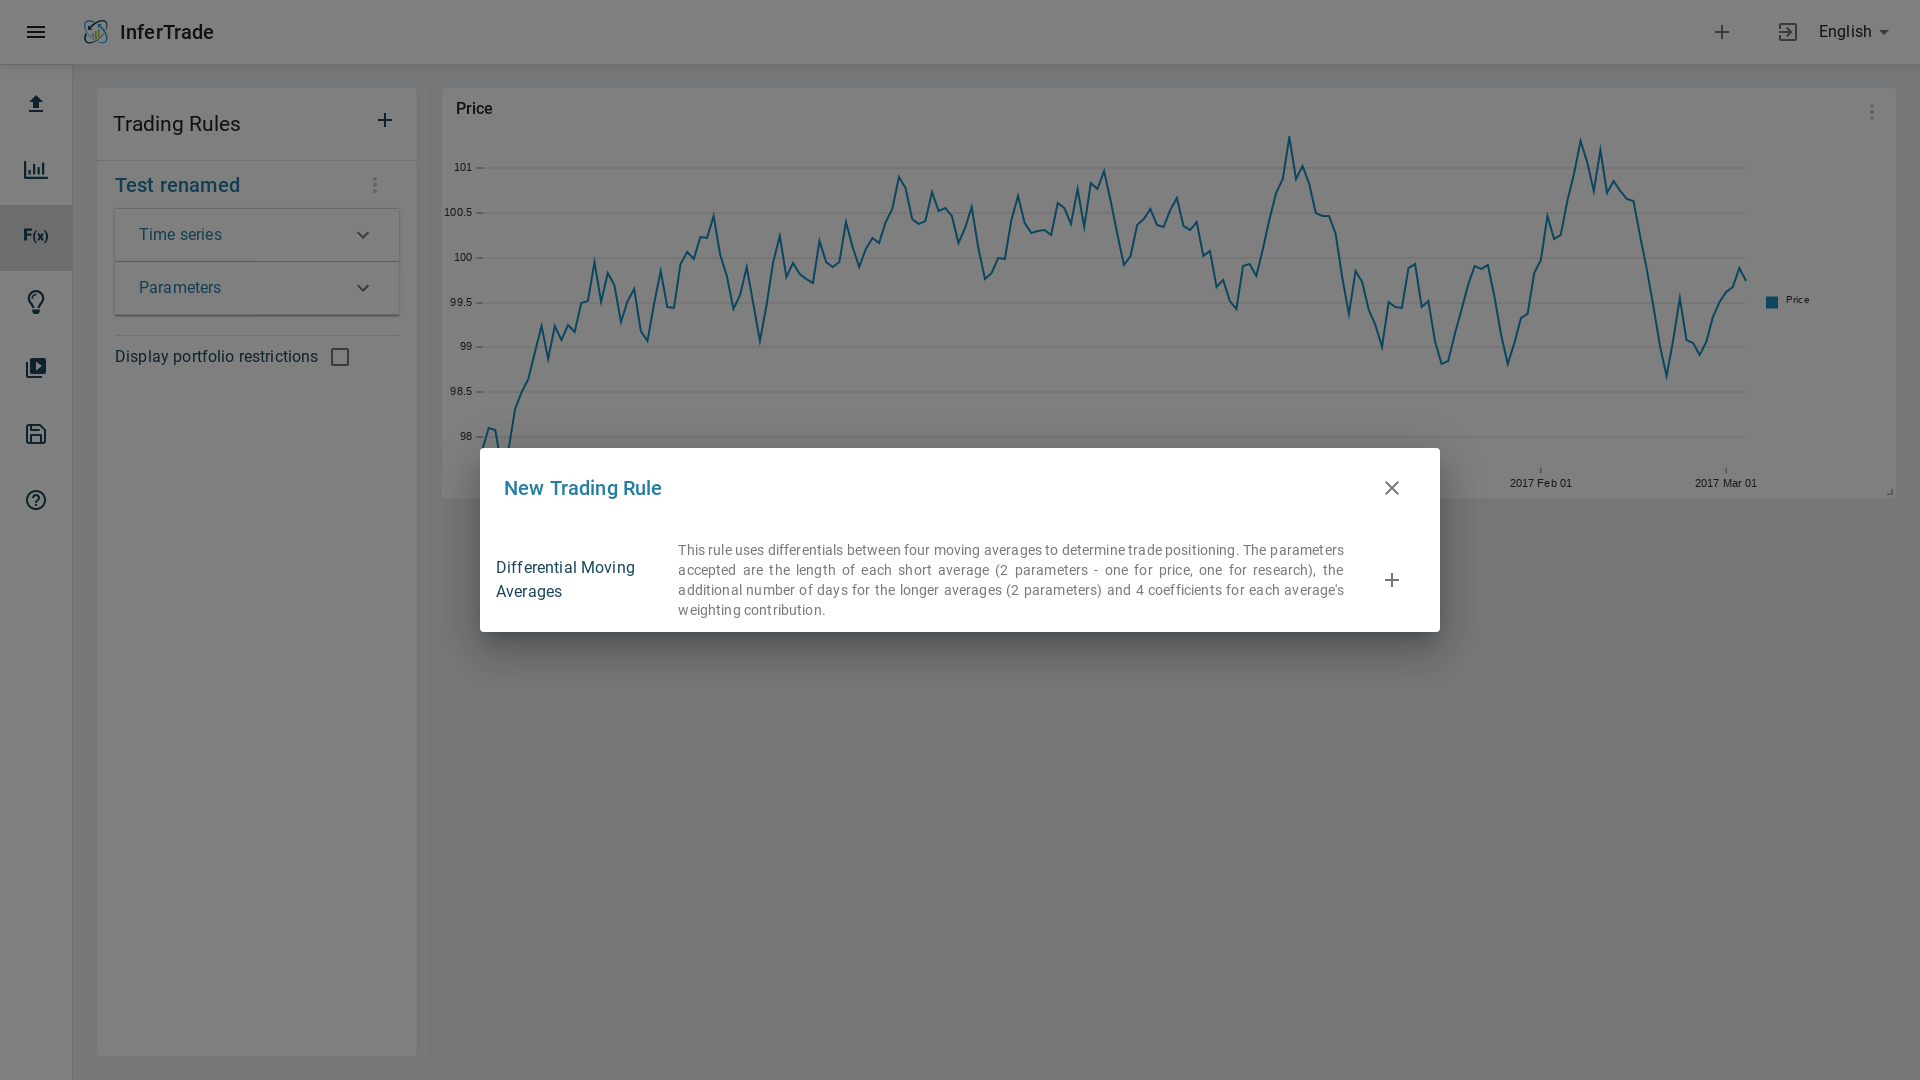 InferTrade
English
Trading Rules
Test renamed
F(x)
Time series
Parameters
Display portfolio restrictions
Price
101
100.5
100
99.5
99
98.5
98
Price
2017 Feb 01
2017 Mar 01
New Trading Rule
Differential Moving
Averages
This rule uses differentials between four moving averages to determine trade positioning. The parameters
accepted are the length of each short average (2 parameters - one for price, one for research), the
additional number of days for the longer averages (2 parameters) and 4 coefficients for each average's
weighting contribution.